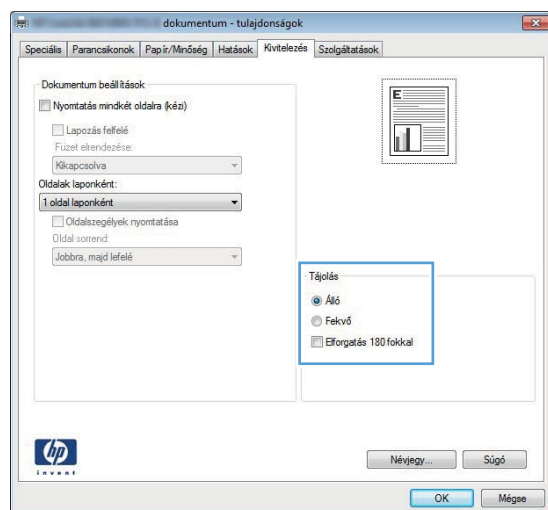 dokumentum - tulajdonságok
Speciális Parancsikonok Papír/Minőség Hatások Kivitelezés Szolgáltatások
Dokumentum beállítások
Nyomtatás mindkét oldalra (kézi)
Lapozás felfelé
Füzet elrendezése:
Kikapcsolva
Oldalak laponként:
1 oldal laponként
Oldalszegélyek nyomtatása
Oldal sorrend:
Jobbra, majd lefelé
E
Tájolás
Álló
Fekvő
Elforgatás 180 fokkal
hp
invent
Névjegy... Súgó
OK Mégse